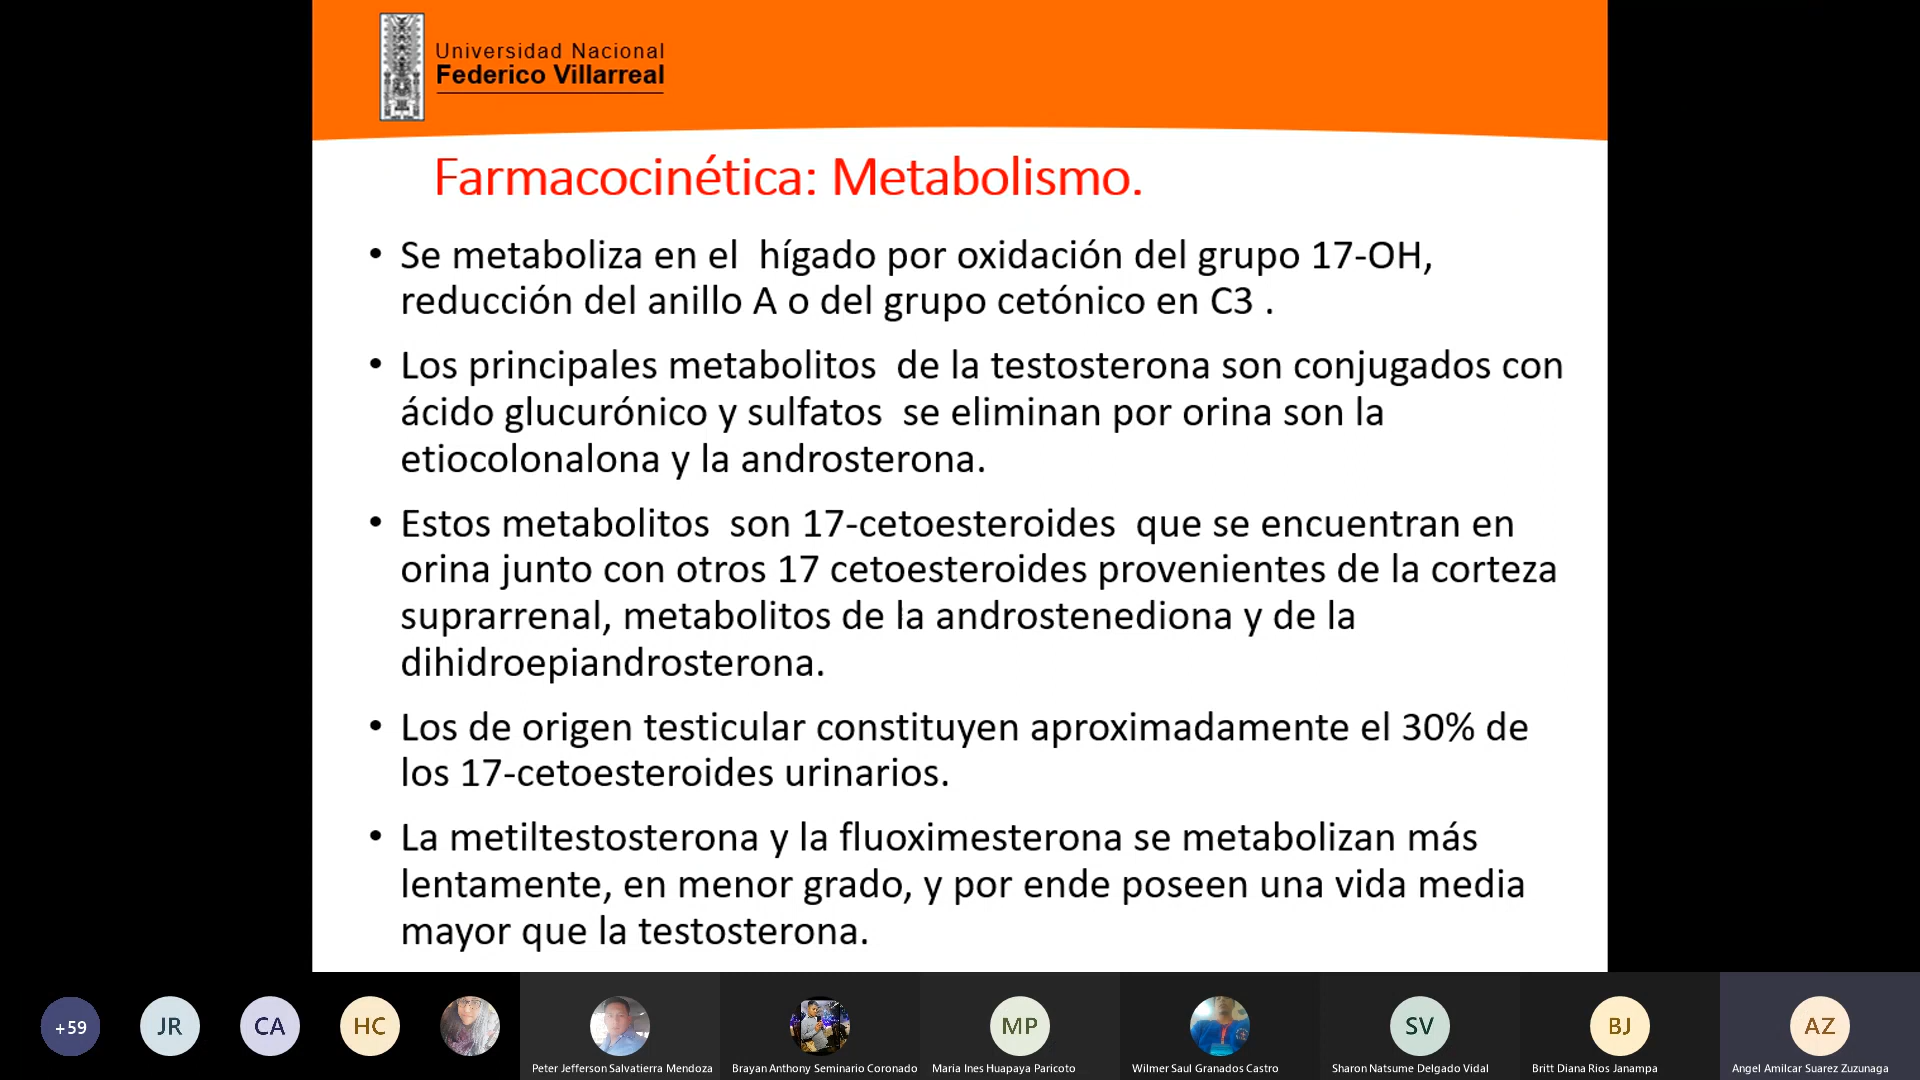 Universidad Nacional
Federico Villarreal
Farmacocinética: Metabolismo.
• Se metaboliza en el hígado por oxidación del grupo 17-OH,
reducción del anillo A o del grupo cetónico en C3 .
• Los principales metabolitos de la testosterona son conjugados con
ácido glucurónico y sulfatos se eliminan por orina son la
etiocolonalona y la androsterona.
• Estos metabolitos son 17-cetoesteroides que se encuentran en
orina junto con otros 17 cetoesteroides provenientes de la corteza
suprarrenal, metabolitos de la androstenediona y de la
dihidroepiandrosterona.
• Los de origen testicular constituyen aproximadamente el 30% de
los 17-cetoesteroides urinarios.
• La metiltestosterona y la fluoximesterona se metabolizan más
lentamente, en menor grado, y por ende poseen una vida media
mayor que la testosterona.
+59 JR CA HC MP SV BJ AZ
Peter Jefferson Salvatierra Mendoza Brayan Anthony Seminario Coronado Maria Ines Huapaya Paricoto Wilmer Saul Granados Castro Sharon Natsume Delgado Vidal Britt Diana Rios Janampa Angel Amilcar Suarez Zuzunaga